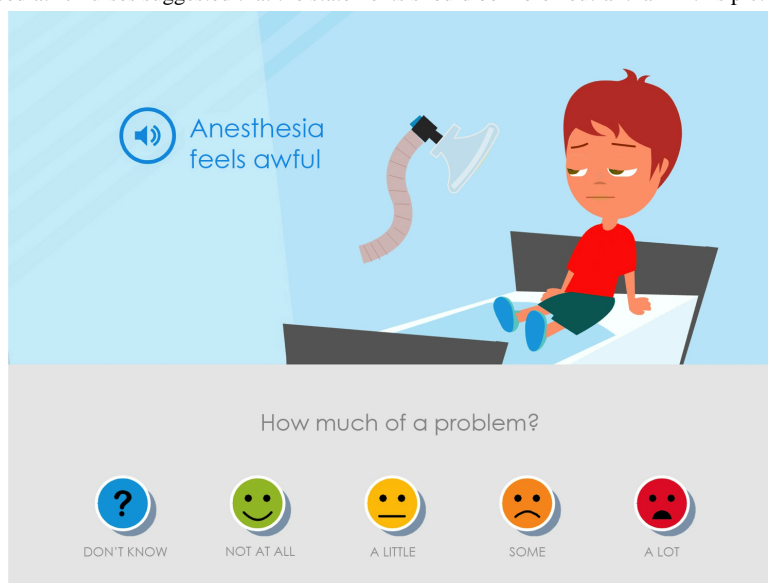 Anesthesia
feels awful
How much of a problem?
?
DON'T KNOW
NOT AT ALL
A LITTLE
SOME
A LOT